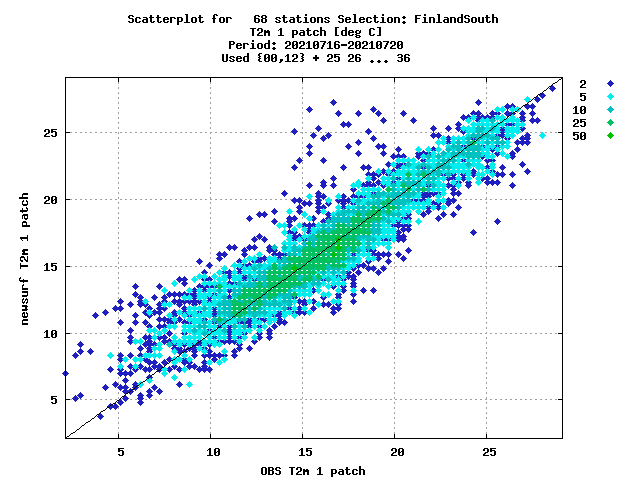 Scatterplot for   68 stations Selection: FinlandSouth
T2m 1 patch [deg C]
Period: 20210716-20210720
Used {00,12} + 25 26 ... 36
2
5
10
25
50
newsurf T2m 1 patch
25
20
15
10
5
5 10 15 20 25
OBS T2m 1 patch